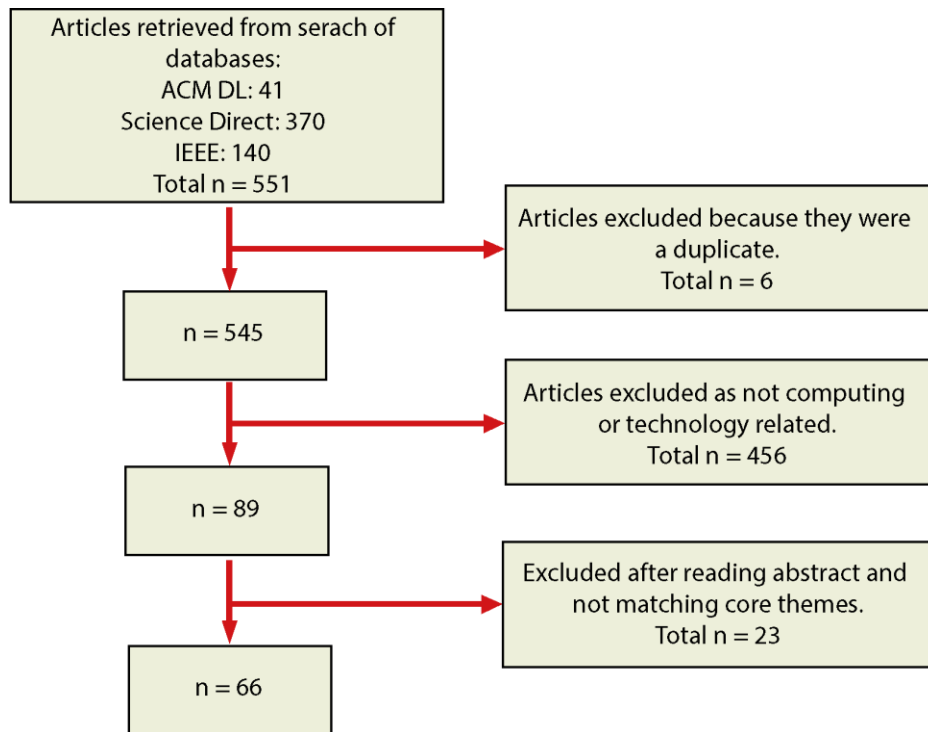 Articles retrieved from serach of
databases:
ACM DL: 41
Science Direct: 370
IEEE: 140
Total n = 551
Articles excluded because they were
a duplicate.
Total n = 6
n = 545
Articles excluded as not computing
or technology related.
Total n = 456
n = 89
Excluded after reading abstract and
not matching core themes.
Total n = 23
n = 66